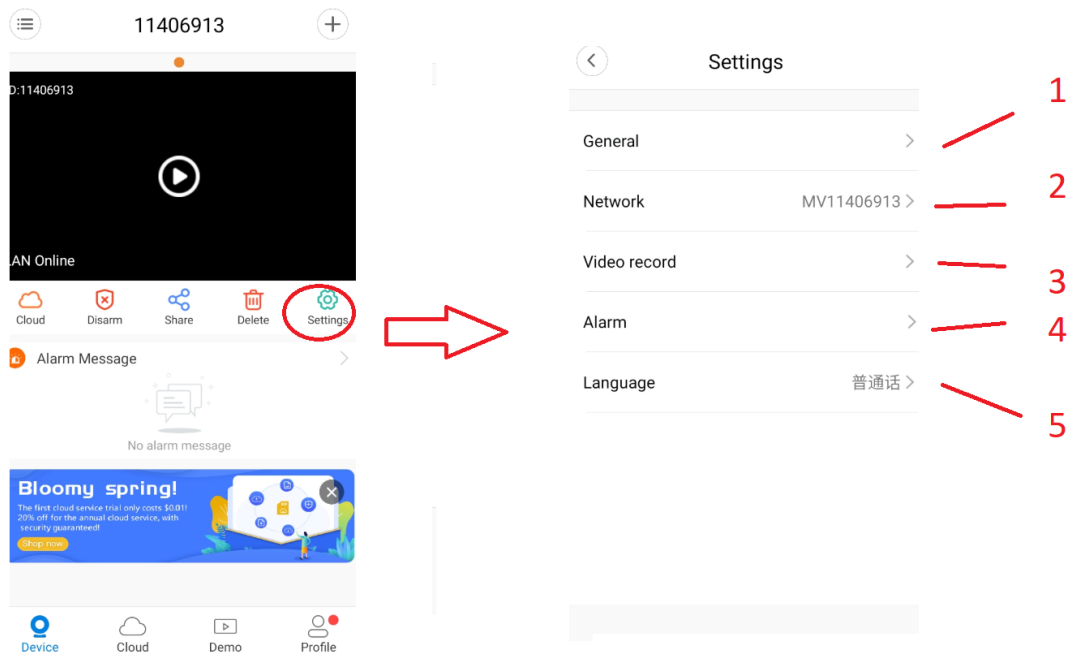 11406913
D:11406913
LAN Online
Cloud
Disarm
Share
Delete
Settings
Alarm Message
No alarm message
Bloomy spring!
The first cloud service trial only costs $0.01!
20% off for the annual cloud service, with
security guaranteed!
Shop now
Device
Cloud
Demo
Profile
Settings
General
1
Network MV11406913
2
Video record
3
Alarm
4
Language 普通话
5